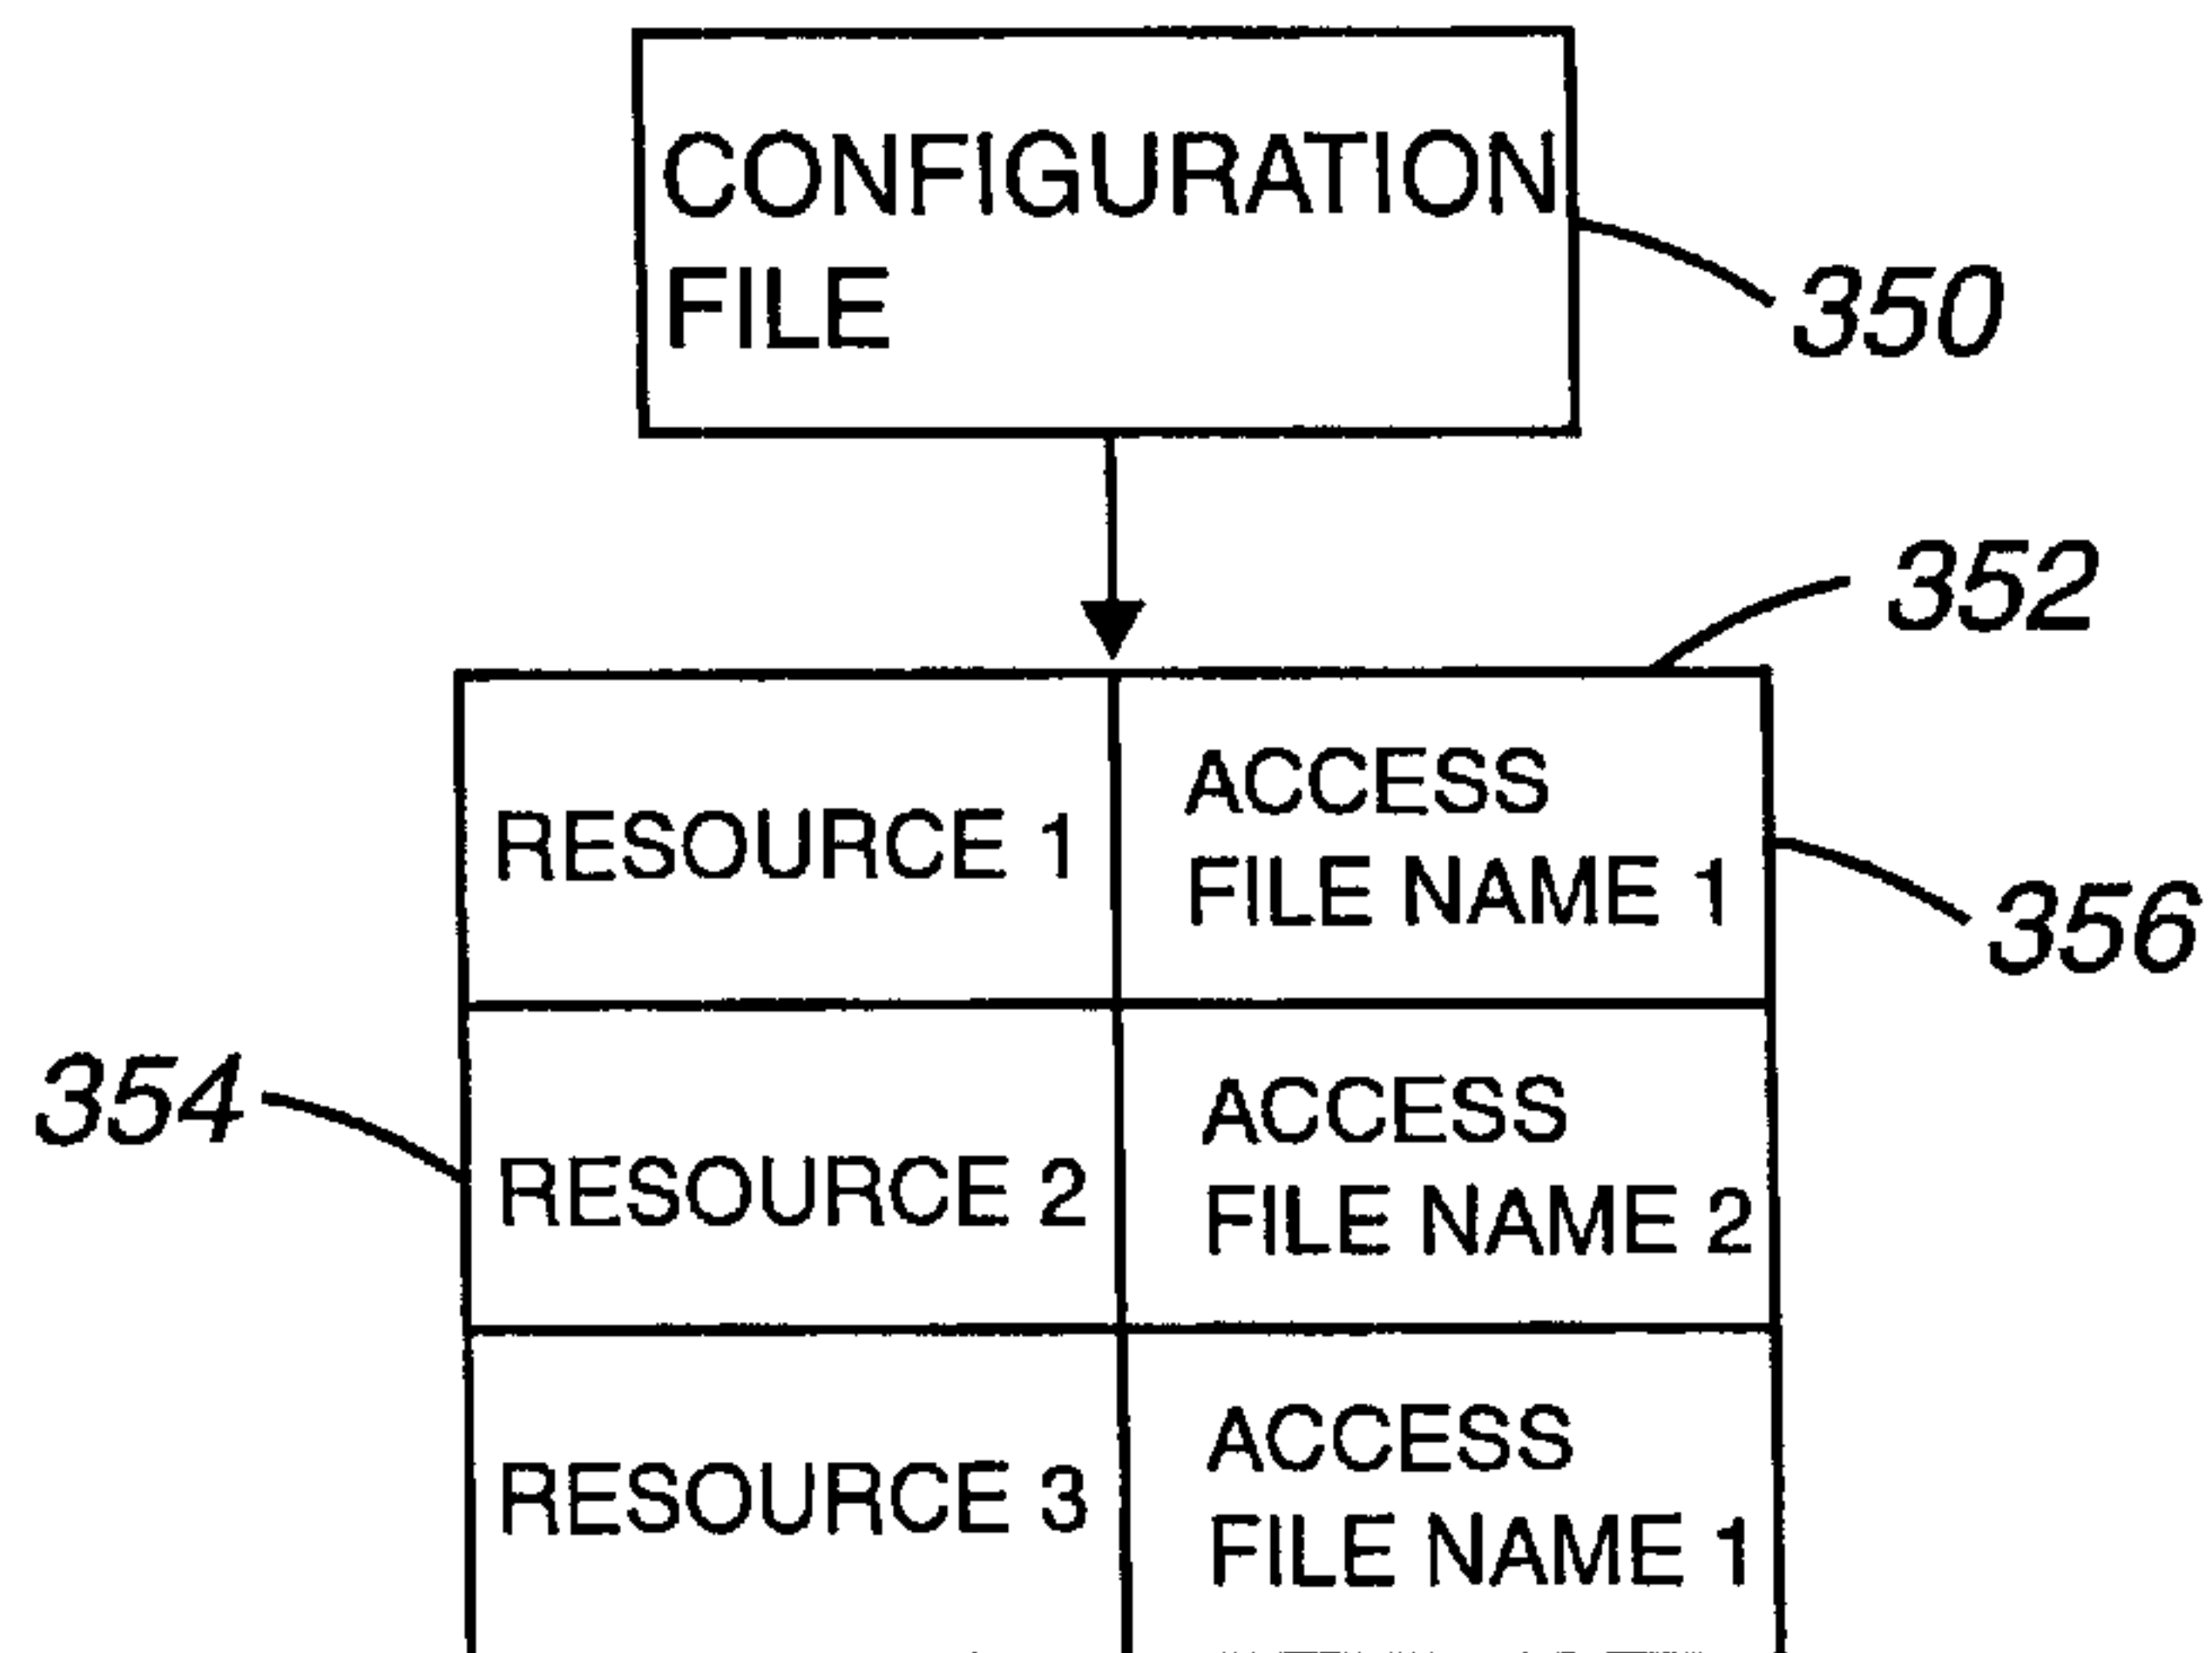 CONFIGURATION
FILE
350
352
RESOURCE 1
ACCESS
FILE NAME 1
356
354
RESOURCE 2
ACCESS
FILE NAME 2
RESOURCE 3
ACCESS
FILE NAME 1